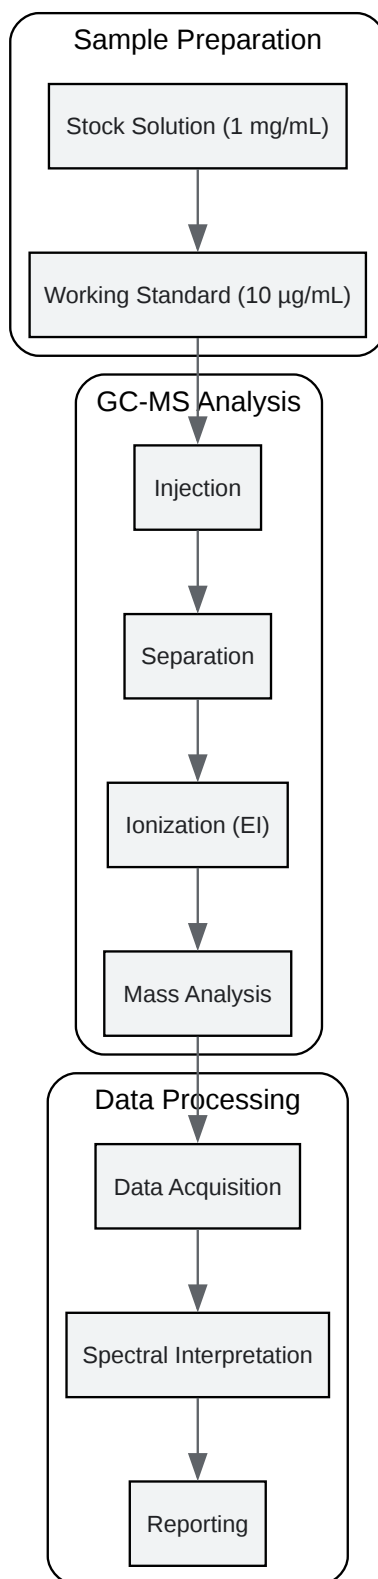 Sample Preparation
Stock Solution (1 mg/mL)
Working Standard (10 µg/mL)
GC-MS Analysis
Injection
Separation
Ionization (EI)
Mass Analysis
Data Processing
Data Acquisition
Spectral Interpretation
Reporting